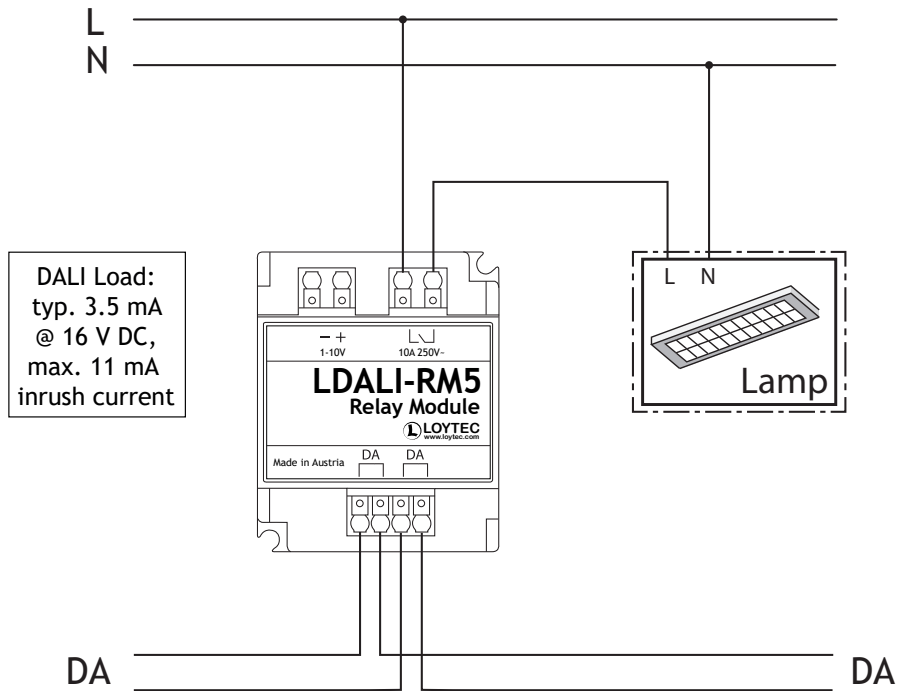 L
N
DALI Load:
typ. 3.5 mA
@ 16 V DC,
max. 11 mA
inrush current
− +
1-10V
10A 250V~
LDALI-RM5
Relay Module
LOYTEC
www.loytec.com
Made in Austria
DA DA
L N
Lamp
DA
DA